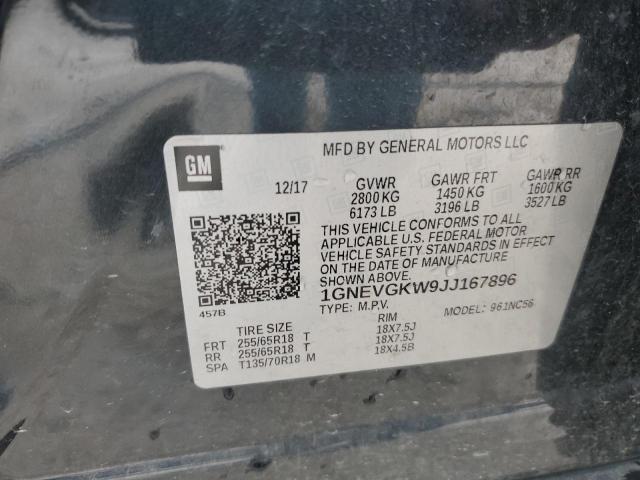 MFD BY GENERAL MOTORS LLC
GM
12/17 GVWR GAWR FRT GAWR RR
2800 KG 1450 KG 1600 KG
6173 LB 3196 LB 3527 LB
THIS VEHICLE CONFORMS TO ALL
APPLICABLE U.S. FEDERAL MOTOR
VEHICLE SAFETY STANDARDS IN EFFECT
ON THE DATE OF MANUFACTURE
SHOWN ABOVE.
1GNEVGKW9JJ167896
457B
TYPE: M.P.V. MODEL: 961NC56
TIRE SIZE RIM
FRT 255/65R18 T 18X7.5J
RR 255/65R18 T 18X7.5J
SPA T135/70R18 M 18X4.5B